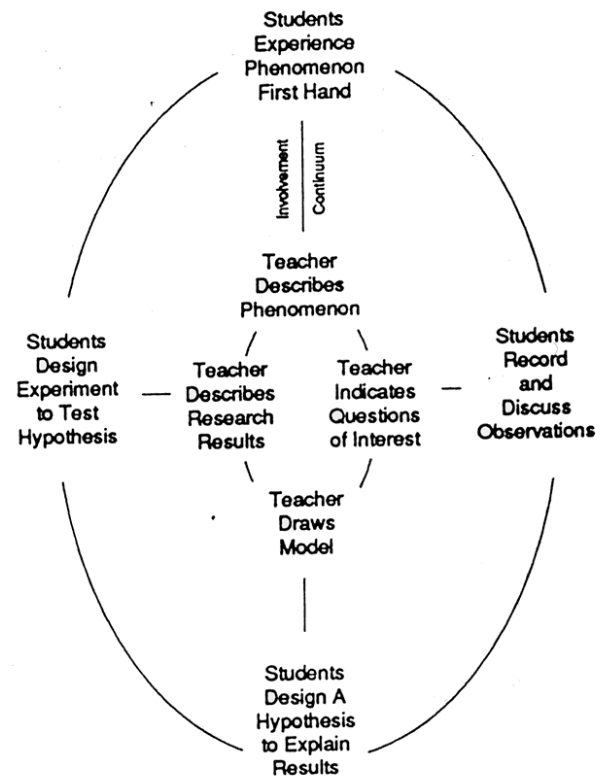 Students
Experience
Phenomenon
First Hand
Involvement
Continuum
Teacher
Describes
Phenomenon
Students
Design
Experiment
to Test
Hypothesis
Teacher
Describes
Research
Results
Teacher
Indicates
Questions
of Interest
Students
Record
and
Discuss
Observations
Teacher
Draws
Model
Students
Design A
Hypothesis
to Explain
Results